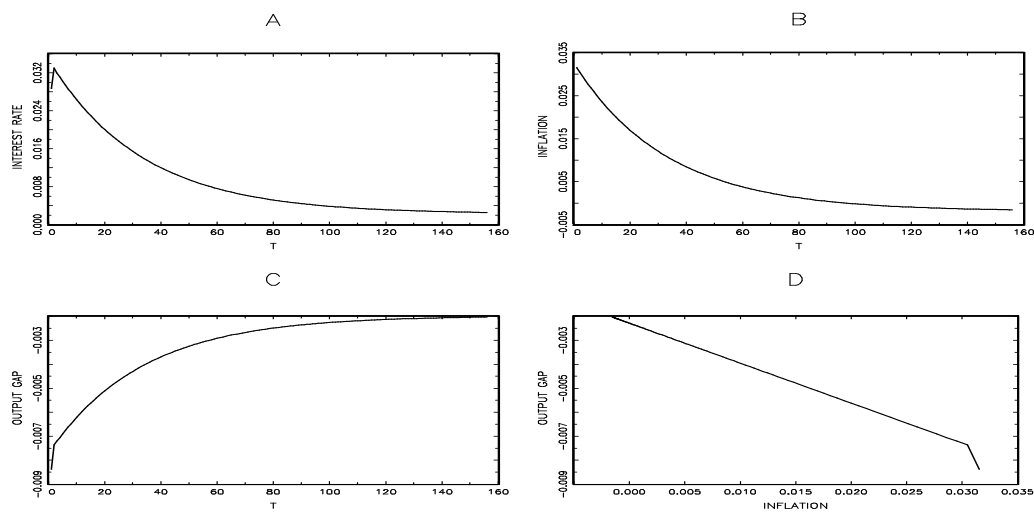 A
INTEREST RATE
0.032
0.024
0.016
0.008
0.000
0 20 40 60 80 100 120 140 160
T
B
INFLATION
0.035
0.025
0.015
0.005
-0.005
0 20 40 60 80 100 120 140 160
T
C
OUTPUT GAP
-0.003
-0.005
-0.007
-0.009
0 20 40 60 80 100 120 140 160
T
D
OUTPUT GAP
-0.003
-0.005
-0.007
-0.009
0.000 0.005 0.010 0.015 0.020 0.025 0.030 0.035
INFLATION